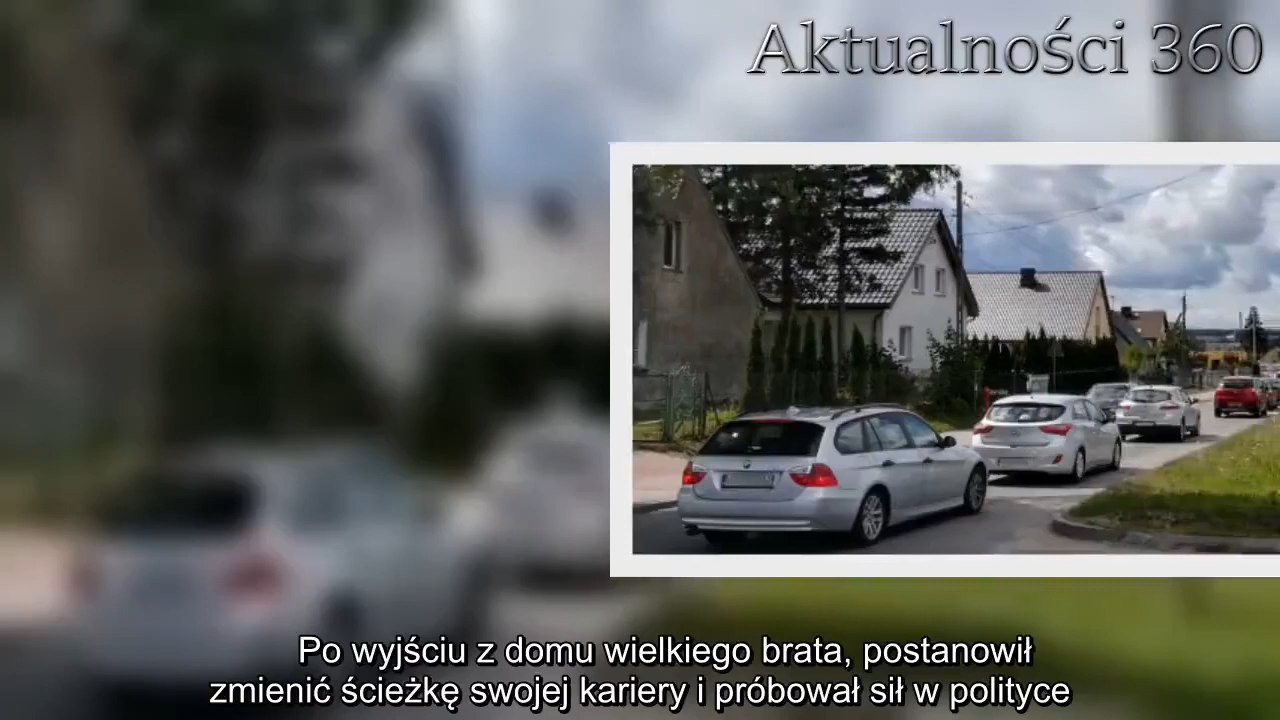 Aktualności 360
Po wyjściu z domu wielkiego brata, postanowił
zmienić ścieżkę swojej kariery i próbował sił w polityce